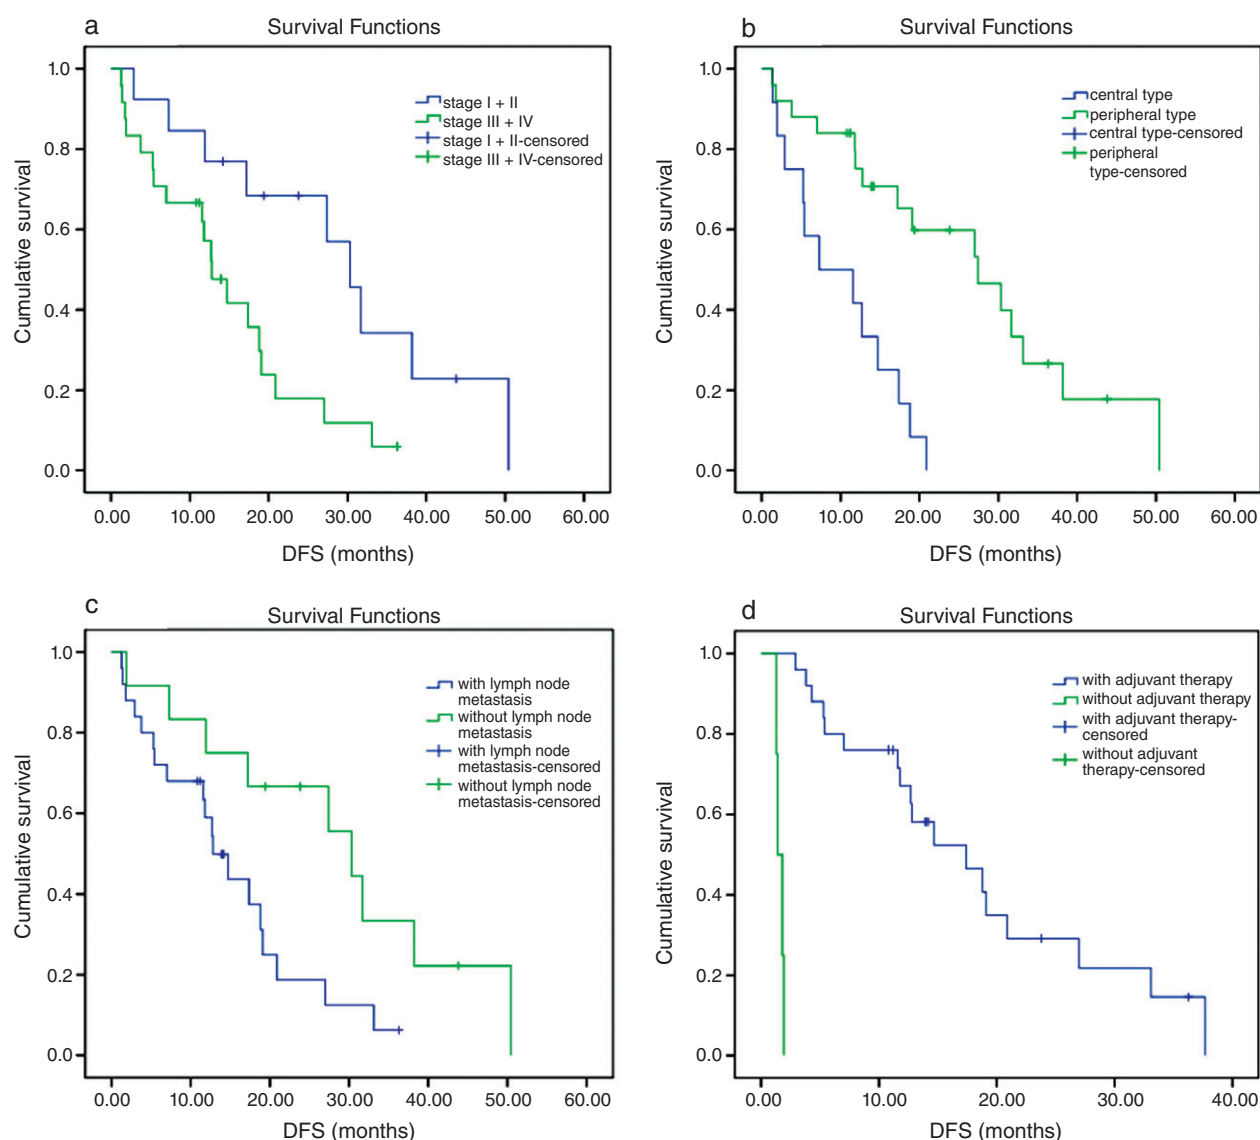 a
Survival Functions
1.0
0.8
0.6
0.4
0.2
0.0
Cumulative survival
stage I + II
stage III + IV
stage I + II-censored
stage III + IV-censored
0.00 10.00 20.00 30.00 40.00 50.00 60.00
DFS (months)
b
Survival Functions
1.0
0.8
0.6
0.4
0.2
0.0
Cumulative survival
central type
peripheral type
central type-censored
peripheral
type-censored
0.00 10.00 20.00 30.00 40.00 50.00 60.00
DFS (months)
c
Survival Functions
1.0
0.8
0.6
0.4
0.2
0.0
Cumulative survival
with lymph node
metastasis
without lymph node
metastasis
with lymph node
metastasis-censored
without lymph node
metastasis-censored
0.00 10.00 20.00 30.00 40.00 50.00 60.00
DFS (months)
d
Survival Functions
1.0
0.8
0.6
0.4
0.2
0.0
Cumulative survival
with adjuvant therapy
without adjuvant therapy
with adjuvant therapy-
censored
without adjuvant
therapy-censored
0.00 10.00 20.00 30.00 40.00
DFS (months)